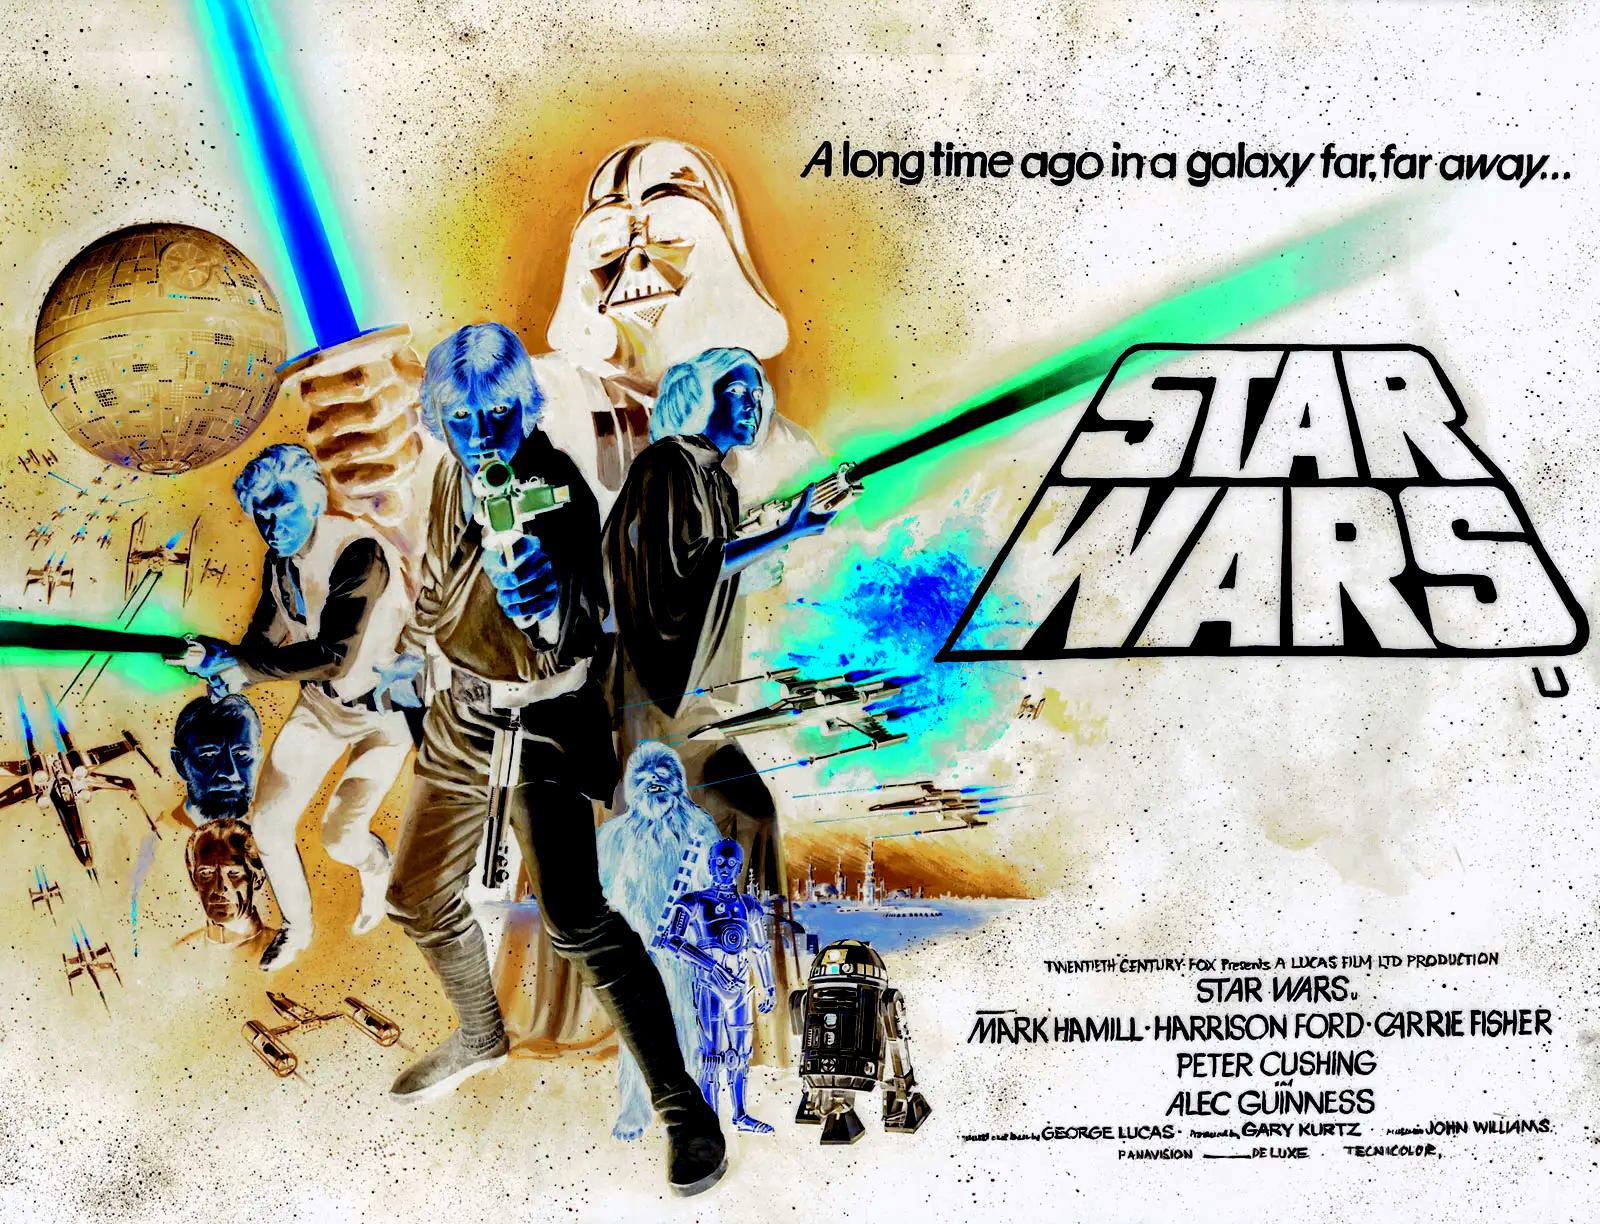 A long time ago in a galaxy far, far away...
STAR
WARS
TWENTIETH CENTURY-FOX Presents A LUCAS FILM LTD PRODUCTION
STAR WARS
MARK HAMILL · HARRISON FORD · CARRIE FISHER
PETER CUSHING
and
ALEC GUINNESS
GEORGE LUCAS · GARY KURTZ JOHN WILLIAMS
PANAVISION DE LUXE TECNICOLOR